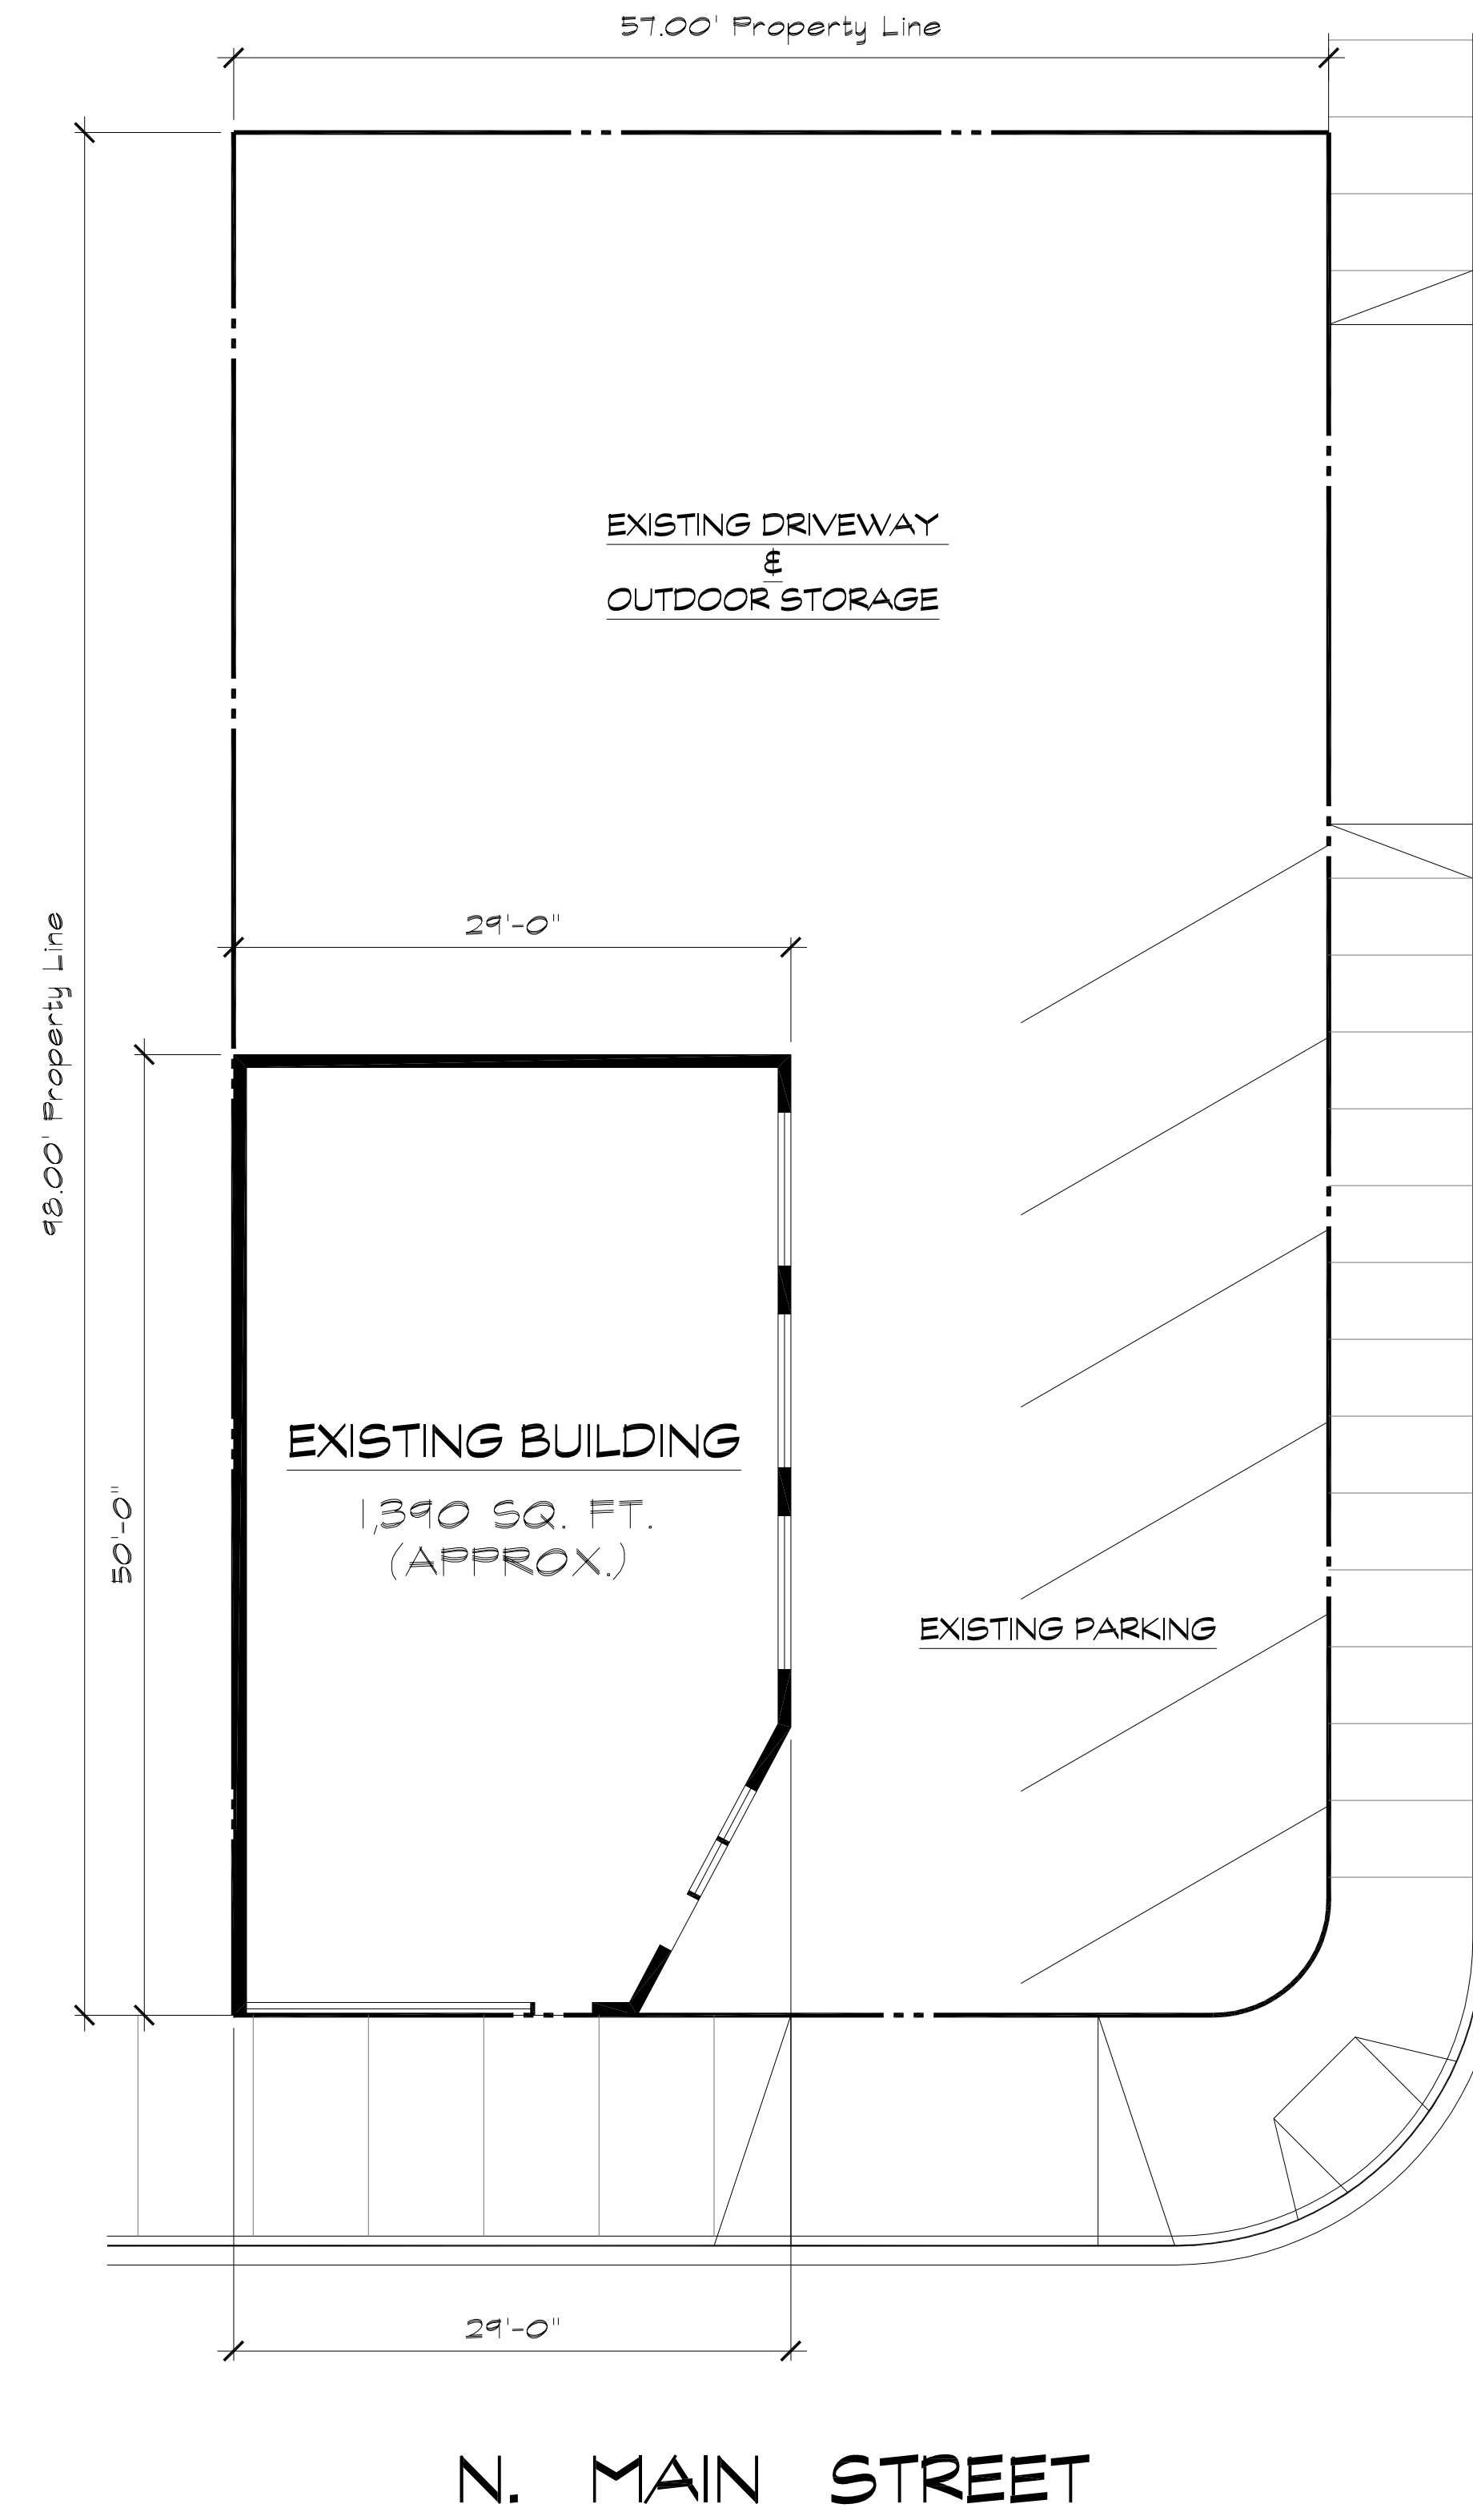 57.00' Property Line
EXISTING DRIVEWAY
&
OUTDOOR STORAGE
29'-0"
98.00' Property Line
50'-0"
EXISTING BUILDING
1,390 SQ. FT.
(APPROX.)
EXISTING PARKING
29'-0"
N. MAIN STREET